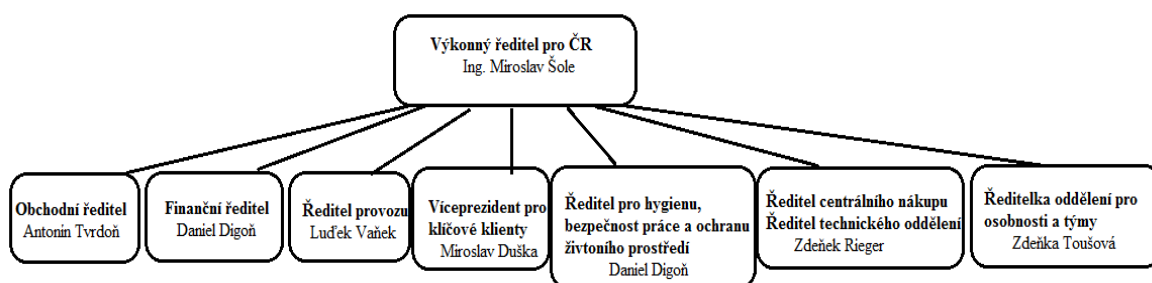 Výkonný ředitel pro ČR
Ing. Miroslav Šole
Obchodní ředitel
Antonín Tvrdoň
Finanční ředitel
Daniel Digoň
Ředitel provozu
Luďek Vaňek
Víceprezident pro
klíčové klienty
Miroslav Duška
Ředitel pro hygienu,
bezpečnost práce a ochranu
živtoního prostředí
Daniel Digoň
Ředitel centrálního nákupu
Ředitel technického oddělení
Zdeňek Rieger
Ředitelka oddělení pro
osobnosti a týmy
Zdeňka Toušová